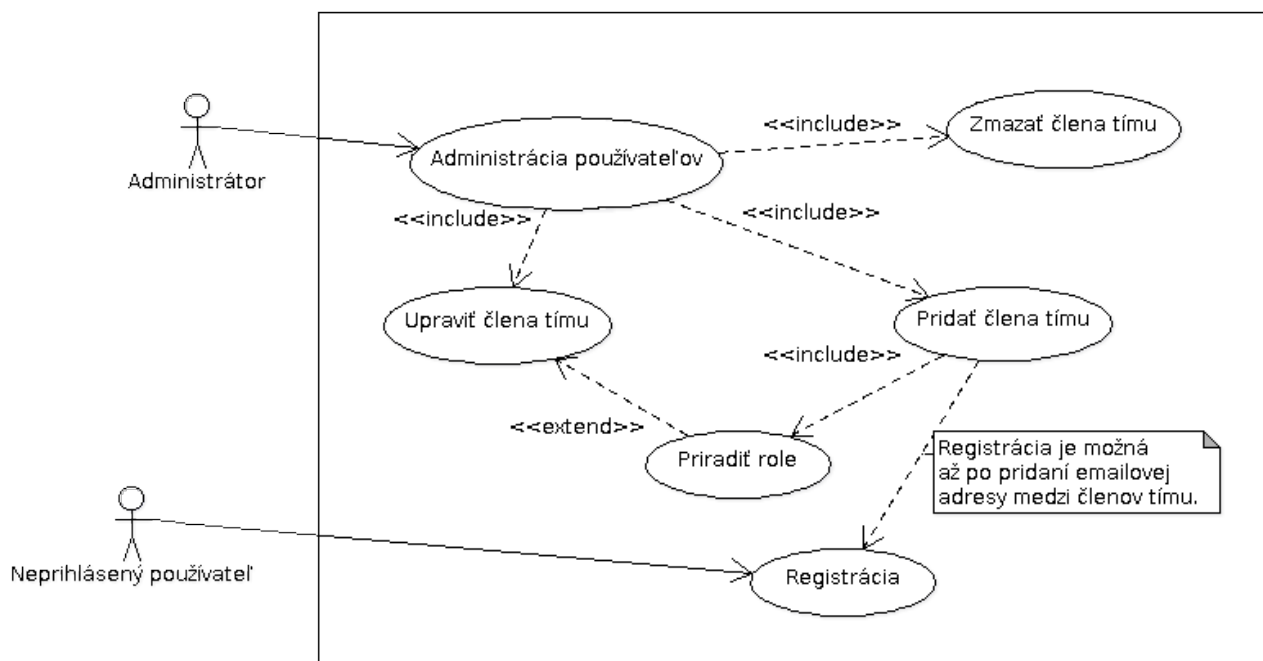 <<include>>
Zmazať člena tímu
Administrácia používateľov
Administrátor
<<include>>
<<include>>
Upraviť člena tímu
Pridať člena tímu
<<include>>
<<extend>>
Priradiť role
Registrácia je možná
až po pridaní emailovej
adresy medzi členov tímu.
Neprihlásený používateľ
Registrácia